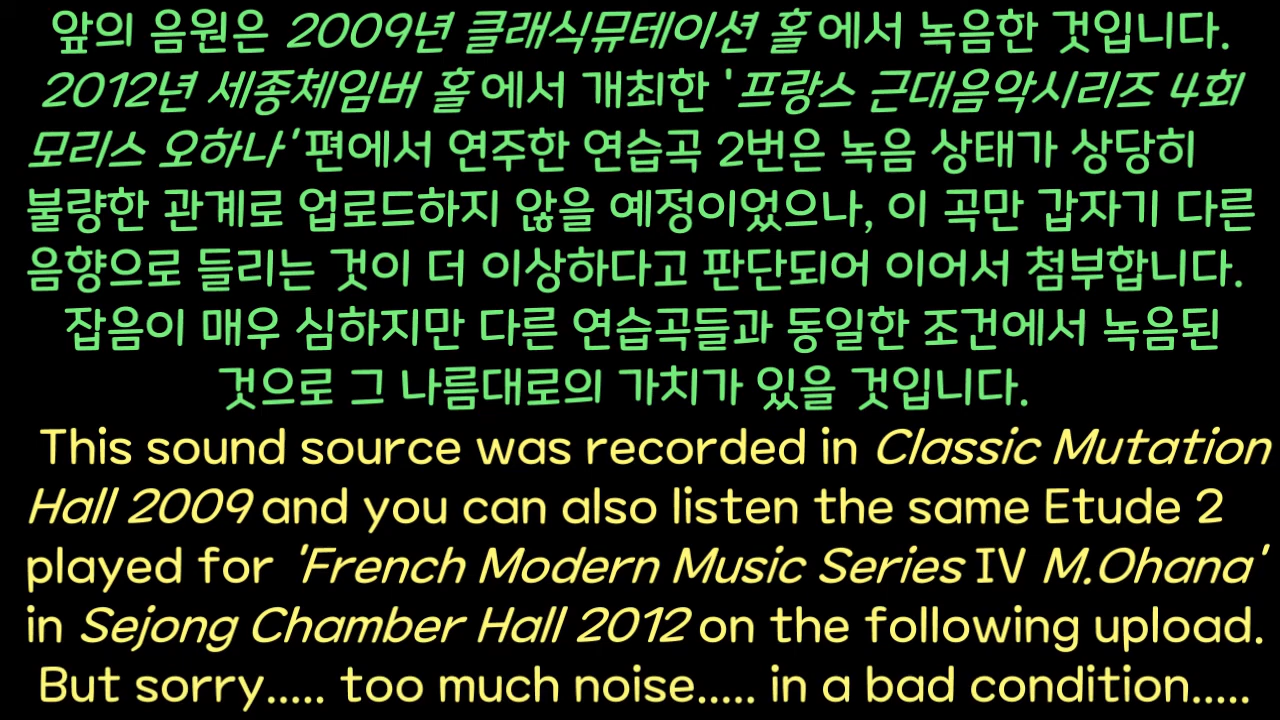 앞의 음원은 2009년 클래식뮤테이션 홀 에서 녹음한 것입니다.
2012년 세종체임버 홀 에서 개최한 '프랑스 근대음악시리즈 4회
모리스 오하나' 편에서 연주한 연습곡 2번은 녹음 상태가 상당히
불량한 관계로 업로드하지 않을 예정이었으나, 이 곡만 갑자기 다른
음향으로 들리는 것이 더 이상하다고 판단되어 이어서 첨부합니다.
잡음이 매우 심하지만 다른 연습곡들과 동일한 조건에서 녹음된
것으로 그 나름대로의 가치가 있을 것입니다.
This sound source was recorded in Classic Mutation
Hall 2009 and you can also listen the same Etude 2
played for 'French Modern Music Series IV M.Ohana'
in Sejong Chamber Hall 2012 on the following upload.
But sorry..... too much noise..... in a bad condition.....